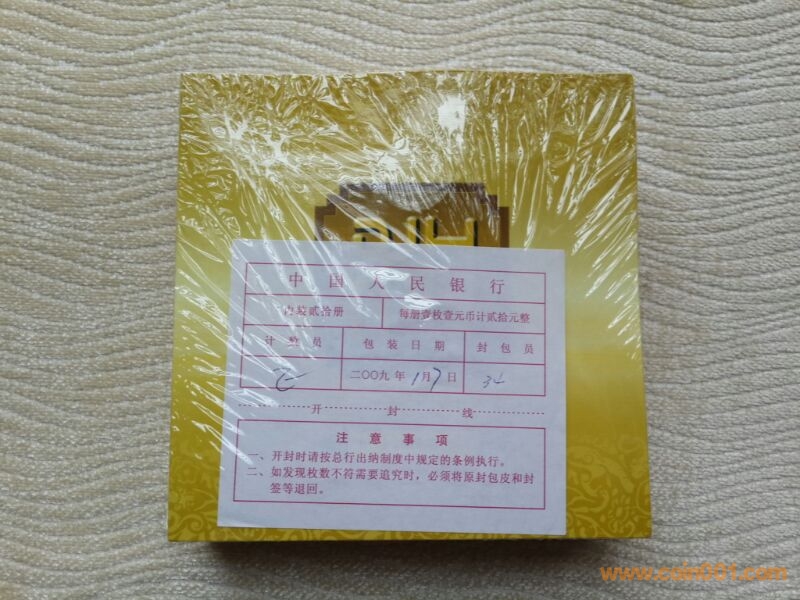 中国人民银行
内装贰拾册 每册壹枚壹元币计贰拾元整
计数员 包装日期 封包员
二〇〇九年1月7日 34
开封线
注意事项
一、开封时请按总行出纳制度中规定的条例执行。
二、如发现枚数不符需要追究时，必须将原封包皮和封
签等退回。
www.coin001.com